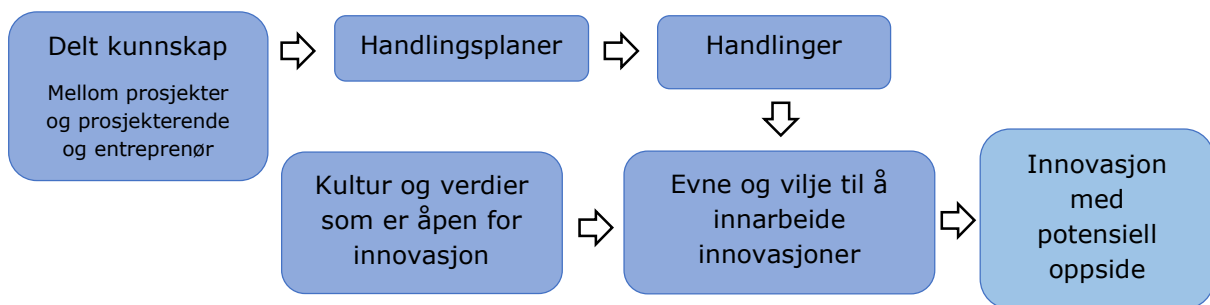 Delt kunnskap
Mellom prosjekter
og prosjekterende
og entreprenør
Handlingsplaner
Handlinger
Kultur og verdier
som er åpen for
innovasjon
Evne og vilje til å
innarbeide
innovasjoner
Innovasjon
med
potensiell
oppside